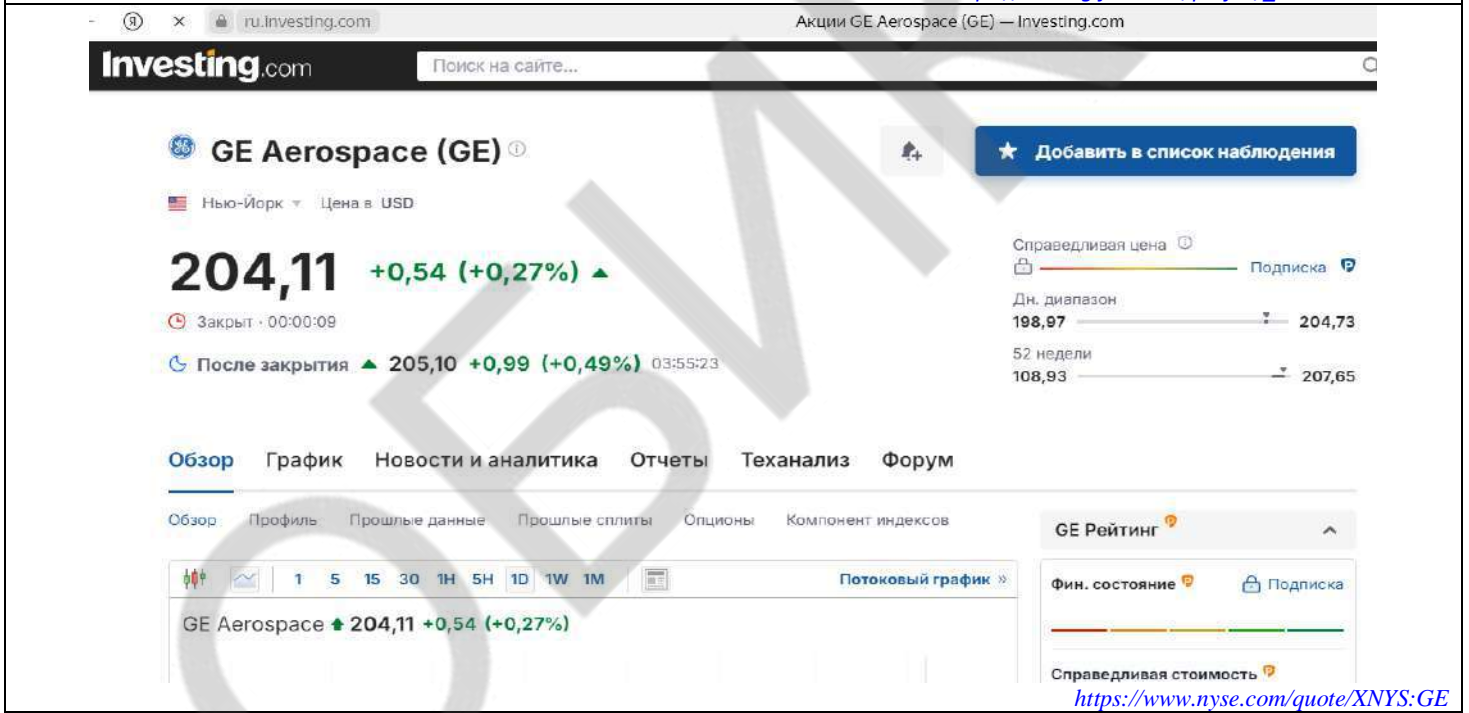 ru.investing.com
Акции GE Aerospace (GE) — Investing.com
Investing.com
Поиск на сайте...
GE Aerospace (GE)
Добавить в список наблюдения
Нью-Йорк Цена в USD
204,11 +0,54 (+0,27%)
Закрыт · 00:00:09
После закрытия 205,10 +0,99 (+0,49%) 03:55:23
Справедливая цена
Подписка
Дн. диапазон
198,97 204,73
52 недели
108,93 207,65
Обзор График Новости и аналитика Отчеты Теханализ Форум
Обзор Профиль Прошлые данные Прошлые сплиты Опционы Компонент индексов
GE Рейтинг
1 5 15 30 1H 5H 1D 1W 1M Потоковый график »
Фин. состояние Подписка
GE Aerospace 204,11 +0,54 (+0,27%)
Справедливая стоимость
https://www.nyse.com/quote/XNYS:GE